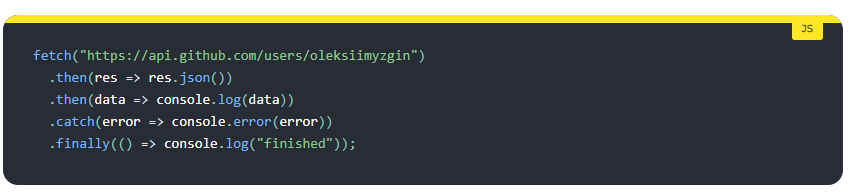 JS
fetch("https://api.github.com/users/oleksiimyzgin")
  .then(res => res.json())
  .then(data => console.log(data))
  .catch(error => console.error(error))
  .finally(() => console.log("finished"));